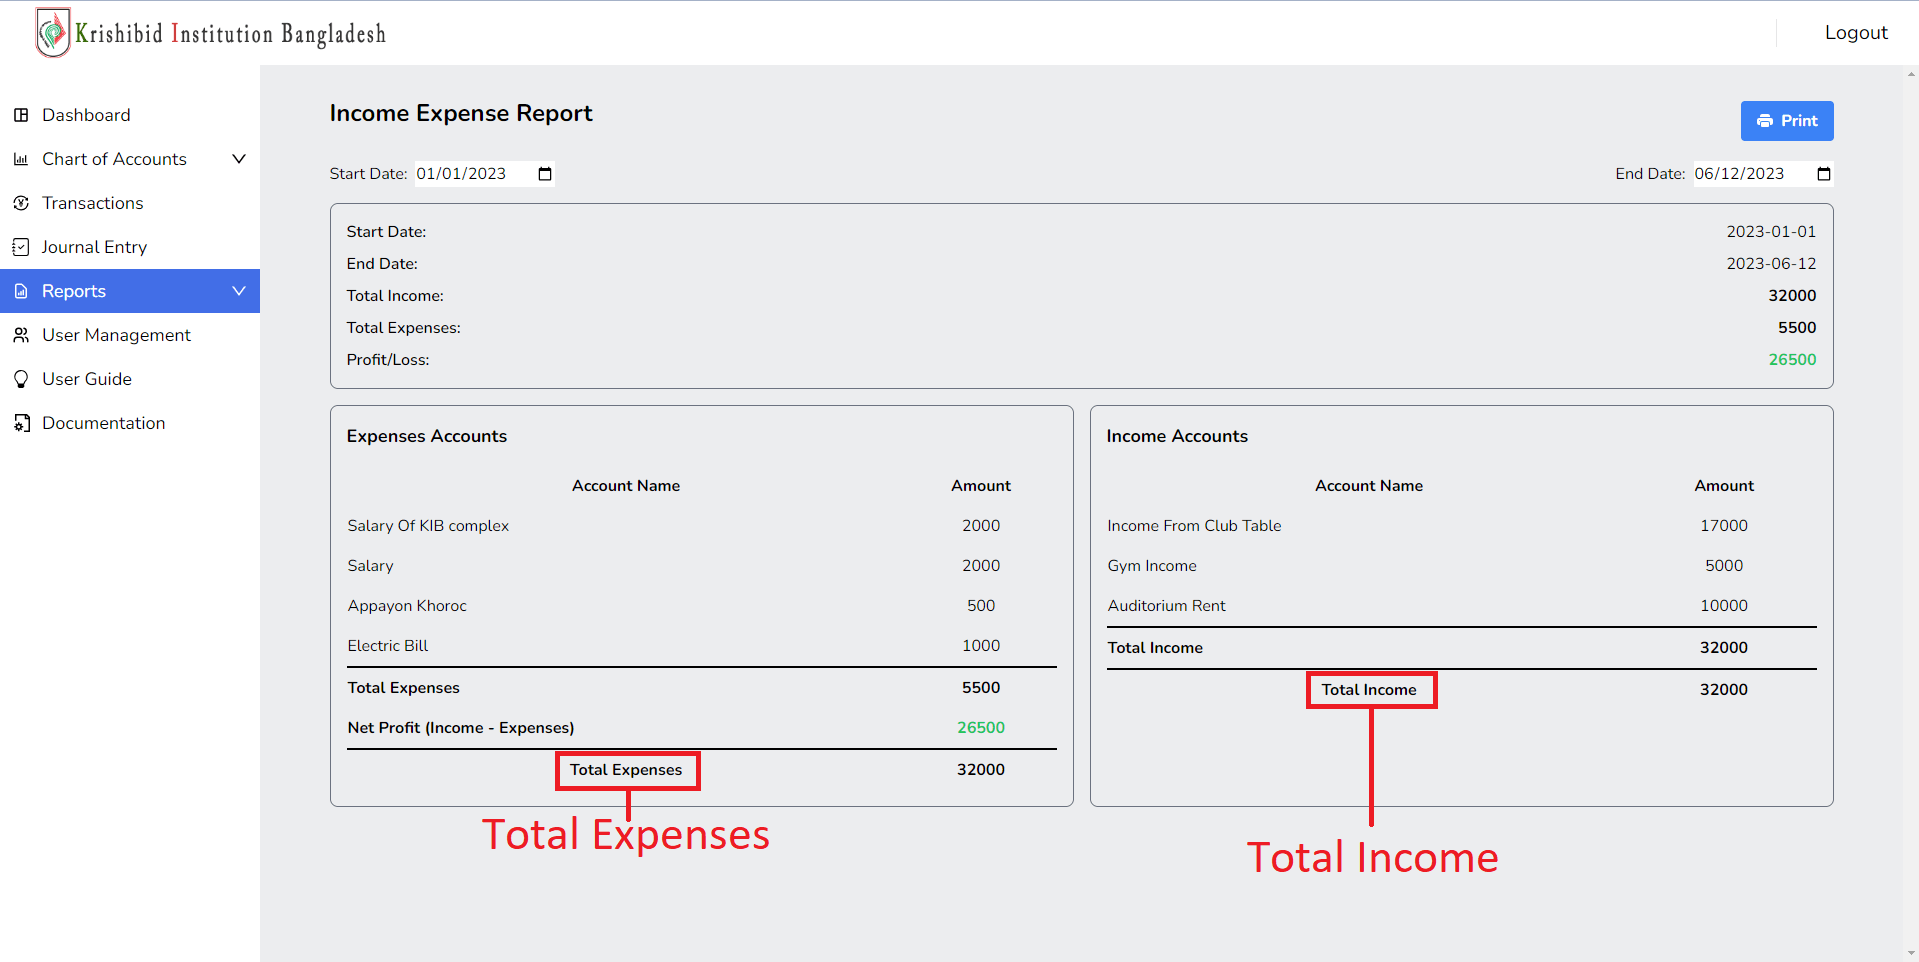 Krishibid Institution Bangladesh
Logout
Dashboard
Chart of Accounts
Transactions
Journal Entry
Reports
User Management
User Guide
Documentation
Income Expense Report
Print
Start Date: 01/01/2023
End Date: 06/12/2023
Start Date: 2023-01-01
End Date: 2023-06-12
Total Income: 32000
Total Expenses: 5500
Profit/Loss: 26500
Expenses Accounts
Account Name Amount
Salary Of KIB complex 2000
Salary 2000
Appayon Khoroc 500
Electric Bill 1000
Total Expenses 5500
Net Profit (Income - Expenses) 26500
Total Expenses 32000
Total Expenses
Income Accounts
Account Name Amount
Income From Club Table 17000
Gym Income 5000
Auditorium Rent 10000
Total Income 32000
Total Income 32000
Total Income